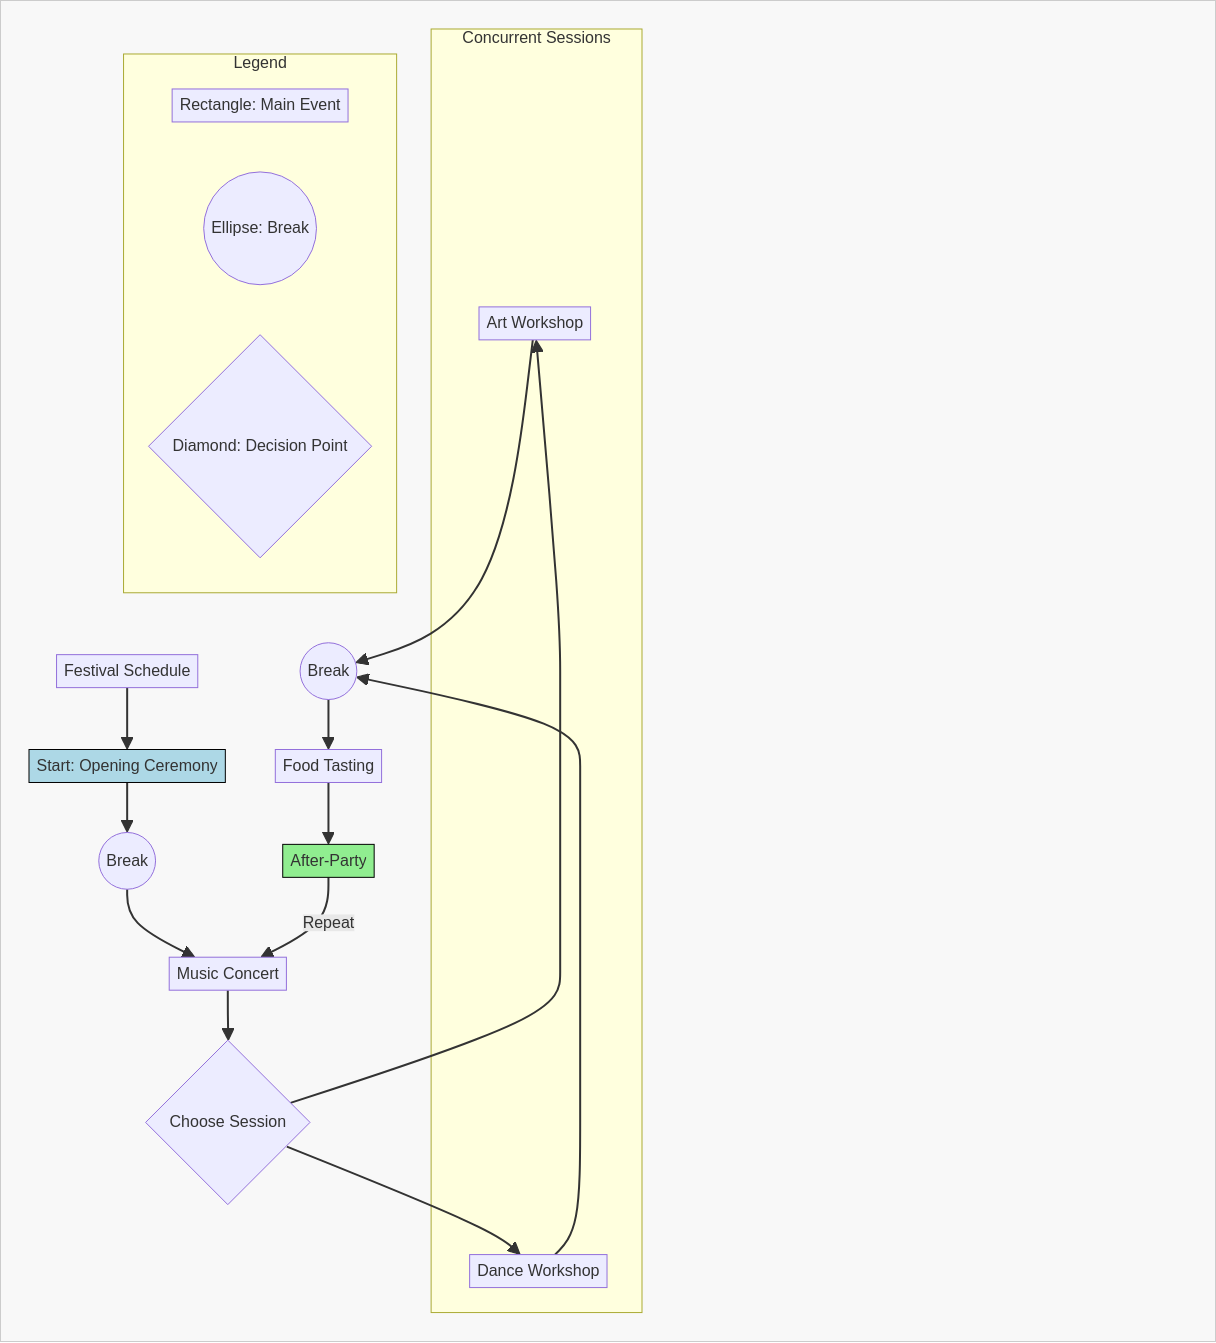 Concurrent Sessions
Legend
Rectangle: Main Event
Ellipse: Break
Art Workshop
Diamond: Decision Point
Festival Schedule
Break
Start: Opening Ceremony
Food Tasting
Break
After-Party
Repeat
Music Concert
Choose Session
Dance Workshop